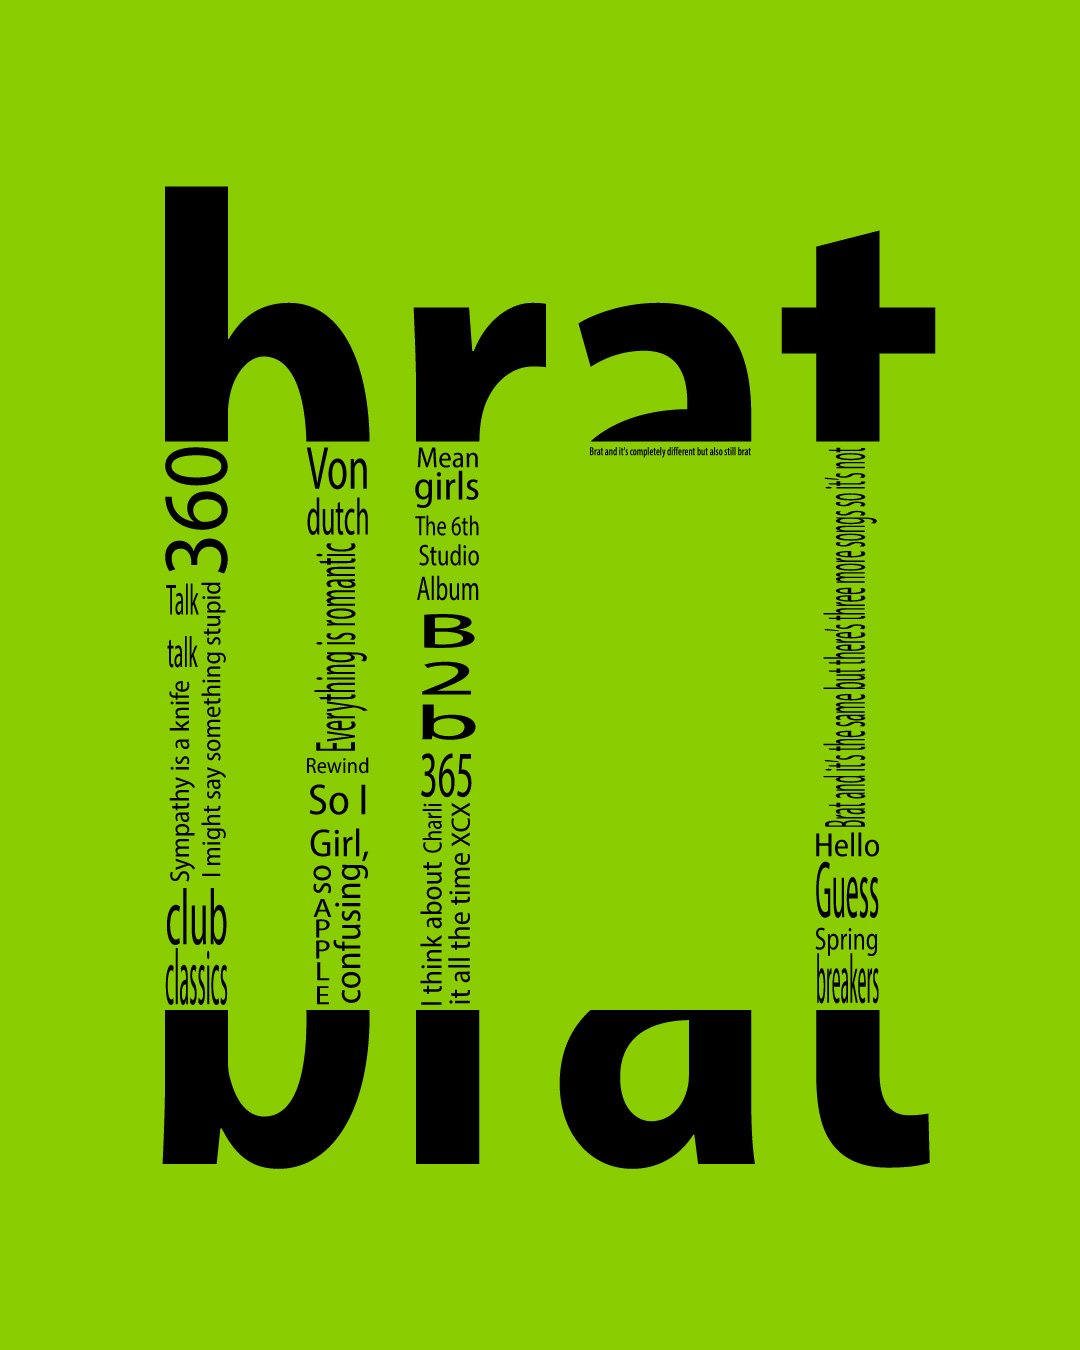 brat
360
Talk
talk
Sympathy is a knife
I might say something stupid
club
classics
Von
dutch
Everything is romantic
Rewind
So I
Girl,
so
confusing,
APPLE
Mean
girls
The 6th
Studio
Album
B
2
b
365
I think about Charli
it all the time XCX
Brat and it's completely different but also still brat
Brat and it's the same but there's three more songs so it's not
Hello
Guess
Spring
breakers